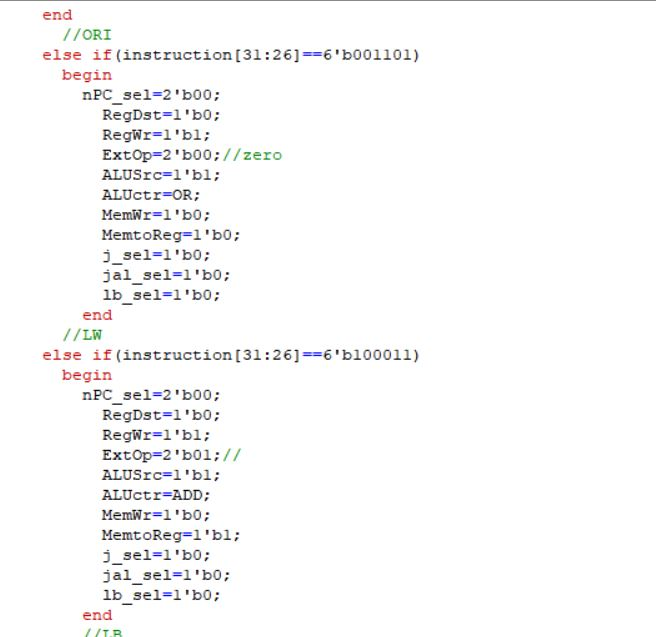 end
//ORI
else if(instruction[31:26]==6'b001101)
begin
nPC_sel=2'b00;
RegDst=1'b0;
RegWr=1'b1;
ExtOp=2'b00;//zero
ALUSrc=1'b1;
ALUctr=OR;
MemWr=1'b0;
MemtoReg=1'b0;
j_sel=1'b0;
jal_sel=1'b0;
lb_sel=1'b0;
end
//LW
else if(instruction[31:26]==6'b100011)
begin
nPC_sel=2'b00;
RegDst=1'b0;
RegWr=1'b1;
ExtOp=2'b01;//
ALUSrc=1'b1;
ALUctr=ADD;
MemWr=1'b0;
MemtoReg=1'b1;
j_sel=1'b0;
jal_sel=1'b0;
lb_sel=1'b0;
end
//LB